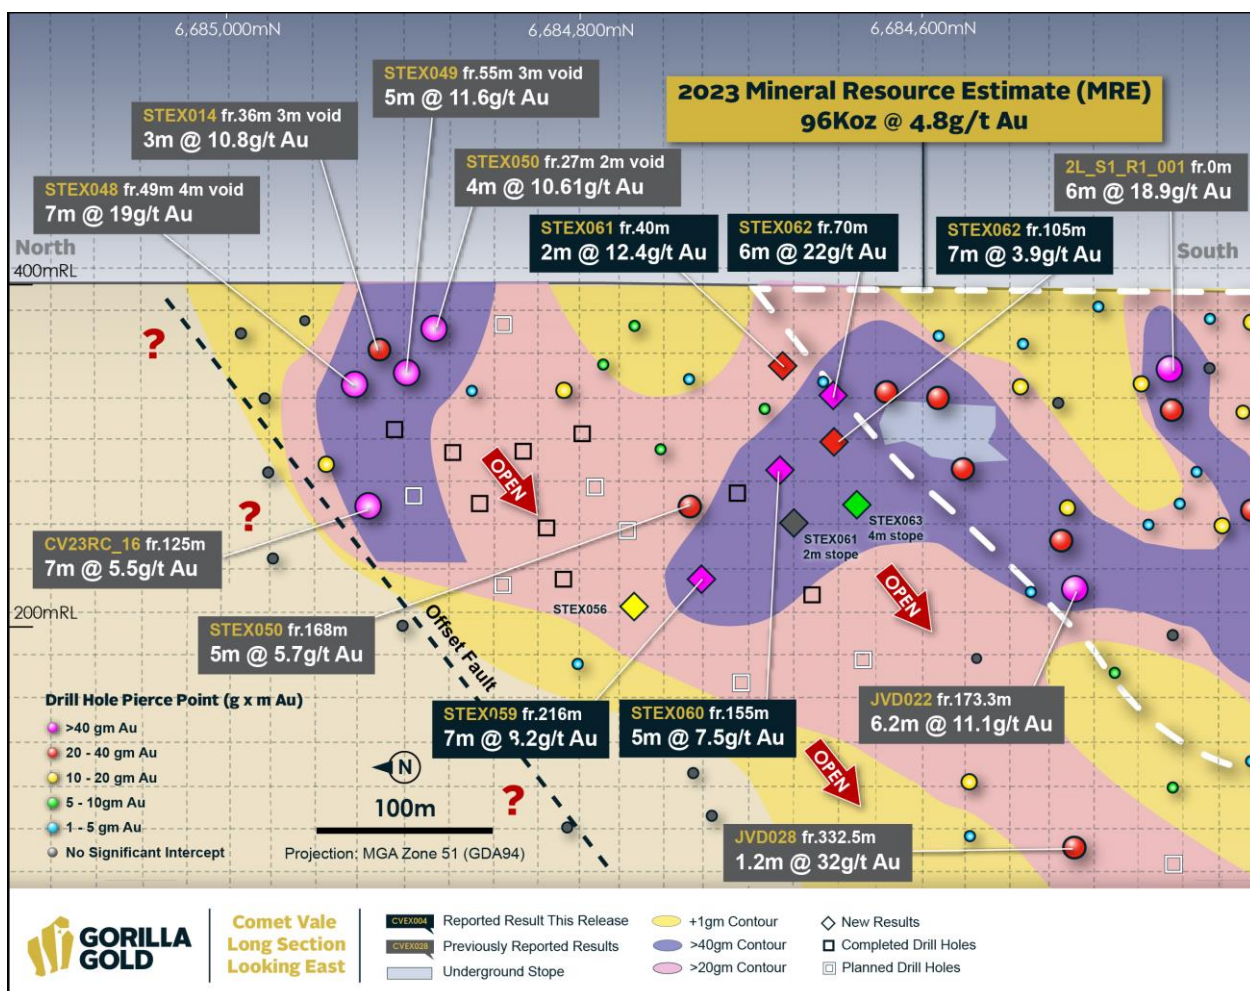 6,685,000mN
6,684,800mN
6,684,600mN
STEX049 fr.55m 3m void
5m @ 11.6g/t Au
STEX014 fr.36m 3m void
3m @ 10.8g/t Au
STEX050 fr.27m 2m void
4m @ 10.61g/t Au
STEX048 fr.49m 4m void
7m @ 19g/t Au
2023 Mineral Resource Estimate (MRE)
96Koz @ 4.8g/t Au
2L_S1_R1_001 fr.0m
6m @ 18.9g/t Au
STEX061 fr.40m
2m @ 12.4g/t Au
STEX062 fr.70m
6m @ 22g/t Au
STEX062 fr.105m
7m @ 3.9g/t Au
North
South
400mRL
?
OPEN
?
STEX061
2m stope
STEX063
4m stope
CV23RC_16 fr.125m
7m @ 5.5g/t Au
OPEN
STEX056
200mRL
Offset Fault
STEX050 fr.168m
5m @ 5.7g/t Au
Drill Hole Pierce Point (g x m Au)
>40 gm Au
20 - 40 gm Au
10 - 20 gm Au
5 - 10gm Au
1 - 5 gm Au
No Significant Intercept
STEX059 fr.216m
7m @ 8.2g/t Au
STEX060 fr.155m
5m @ 7.5g/t Au
JVD022 fr.173.3m
6.2m @ 11.1g/t Au
OPEN
N
100m
?
Projection: MGA Zone 51 (GDA94)
JVD028 fr.332.5m
1.2m @ 32g/t Au
GORILLA
GOLD
Comet Vale
Long Section
Looking East
CVEX004 Reported Result This Release
CVEX028 Previously Reported Results
Underground Stope
+1gm Contour
>40gm Contour
>20gm Contour
New Results
Completed Drill Holes
Planned Drill Holes